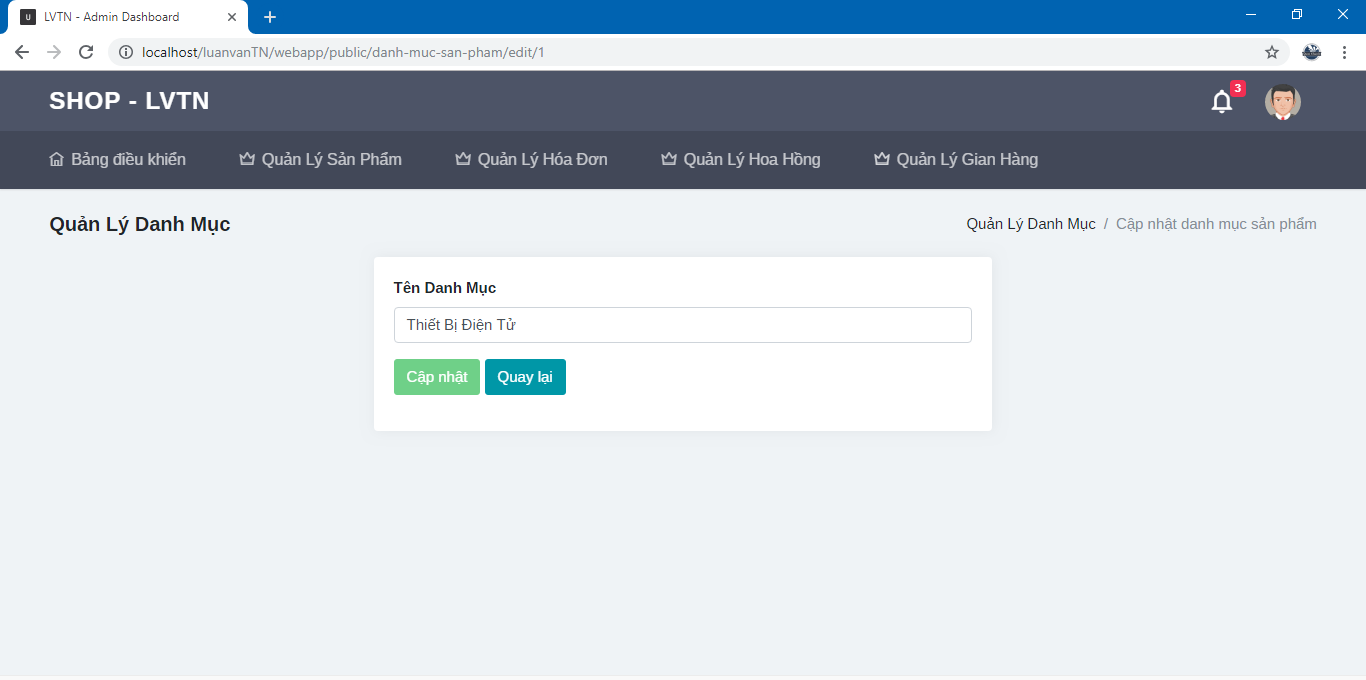 U LVTN - Admin Dashboard
localhost/luanvanTN/webapp/public/danh-muc-san-pham/edit/1
SHOP - LVTN
3
Bảng điều khiển Quản Lý Sản Phẩm Quản Lý Hóa Đơn Quản Lý Hoa Hồng Quản Lý Gian Hàng
Quản Lý Danh Mục
Quản Lý Danh Mục / Cập nhật danh mục sản phẩm
Tên Danh Mục
Thiết Bị Điện Tử
Cập nhật Quay lại